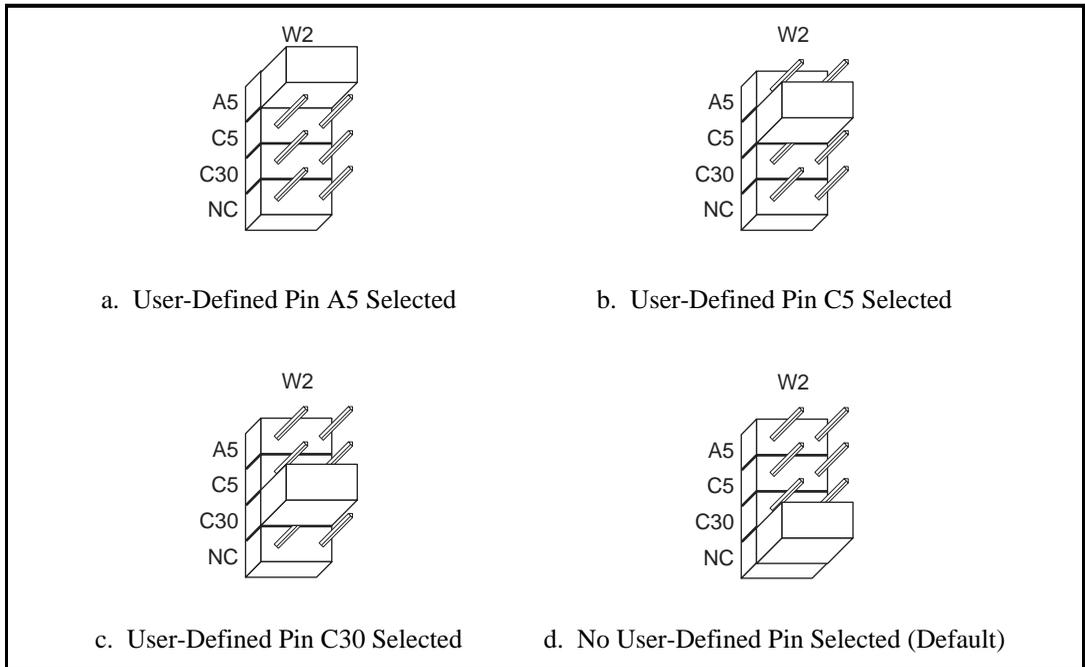 W2
A5
C5
C30
NC
a. User-Defined Pin A5 Selected
W2
A5
C5
C30
NC
b. User-Defined Pin C5 Selected
W2
A5
C5
C30
NC
c. User-Defined Pin C30 Selected
W2
A5
C5
C30
NC
d. No User-Defined Pin Selected (Default)